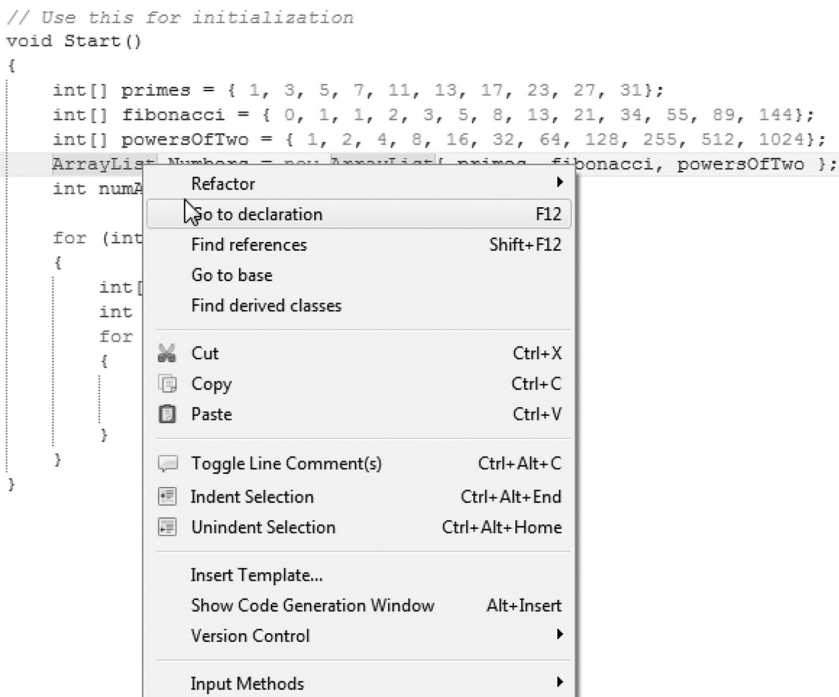 // Use this for initialization
void Start()
{
int[] primes = { 1, 3, 5, 7, 11, 13, 17, 23, 27, 31};
int[] fibonacci = { 0, 1, 1, 2, 3, 5, 8, 13, 21, 34, 55, 89, 144};
int[] powersOfTwo = { 1, 2, 4, 8, 16, 32, 64, 128, 255, 512, 1024};
ArrayList Numbers = new ArrayList{ primes, fibonacci, powersOfTwo };
int numA
for (int
{
int[
int
for
{
}
}
}
Refactor
Go to declaration F12
Find references Shift+F12
Go to base
Find derived classes
Cut Ctrl+X
Copy Ctrl+C
Paste Ctrl+V
Toggle Line Comment(s) Ctrl+Alt+C
Indent Selection Ctrl+Alt+End
Unindent Selection Ctrl+Alt+Home
Insert Template...
Show Code Generation Window Alt+Insert
Version Control
Input Methods